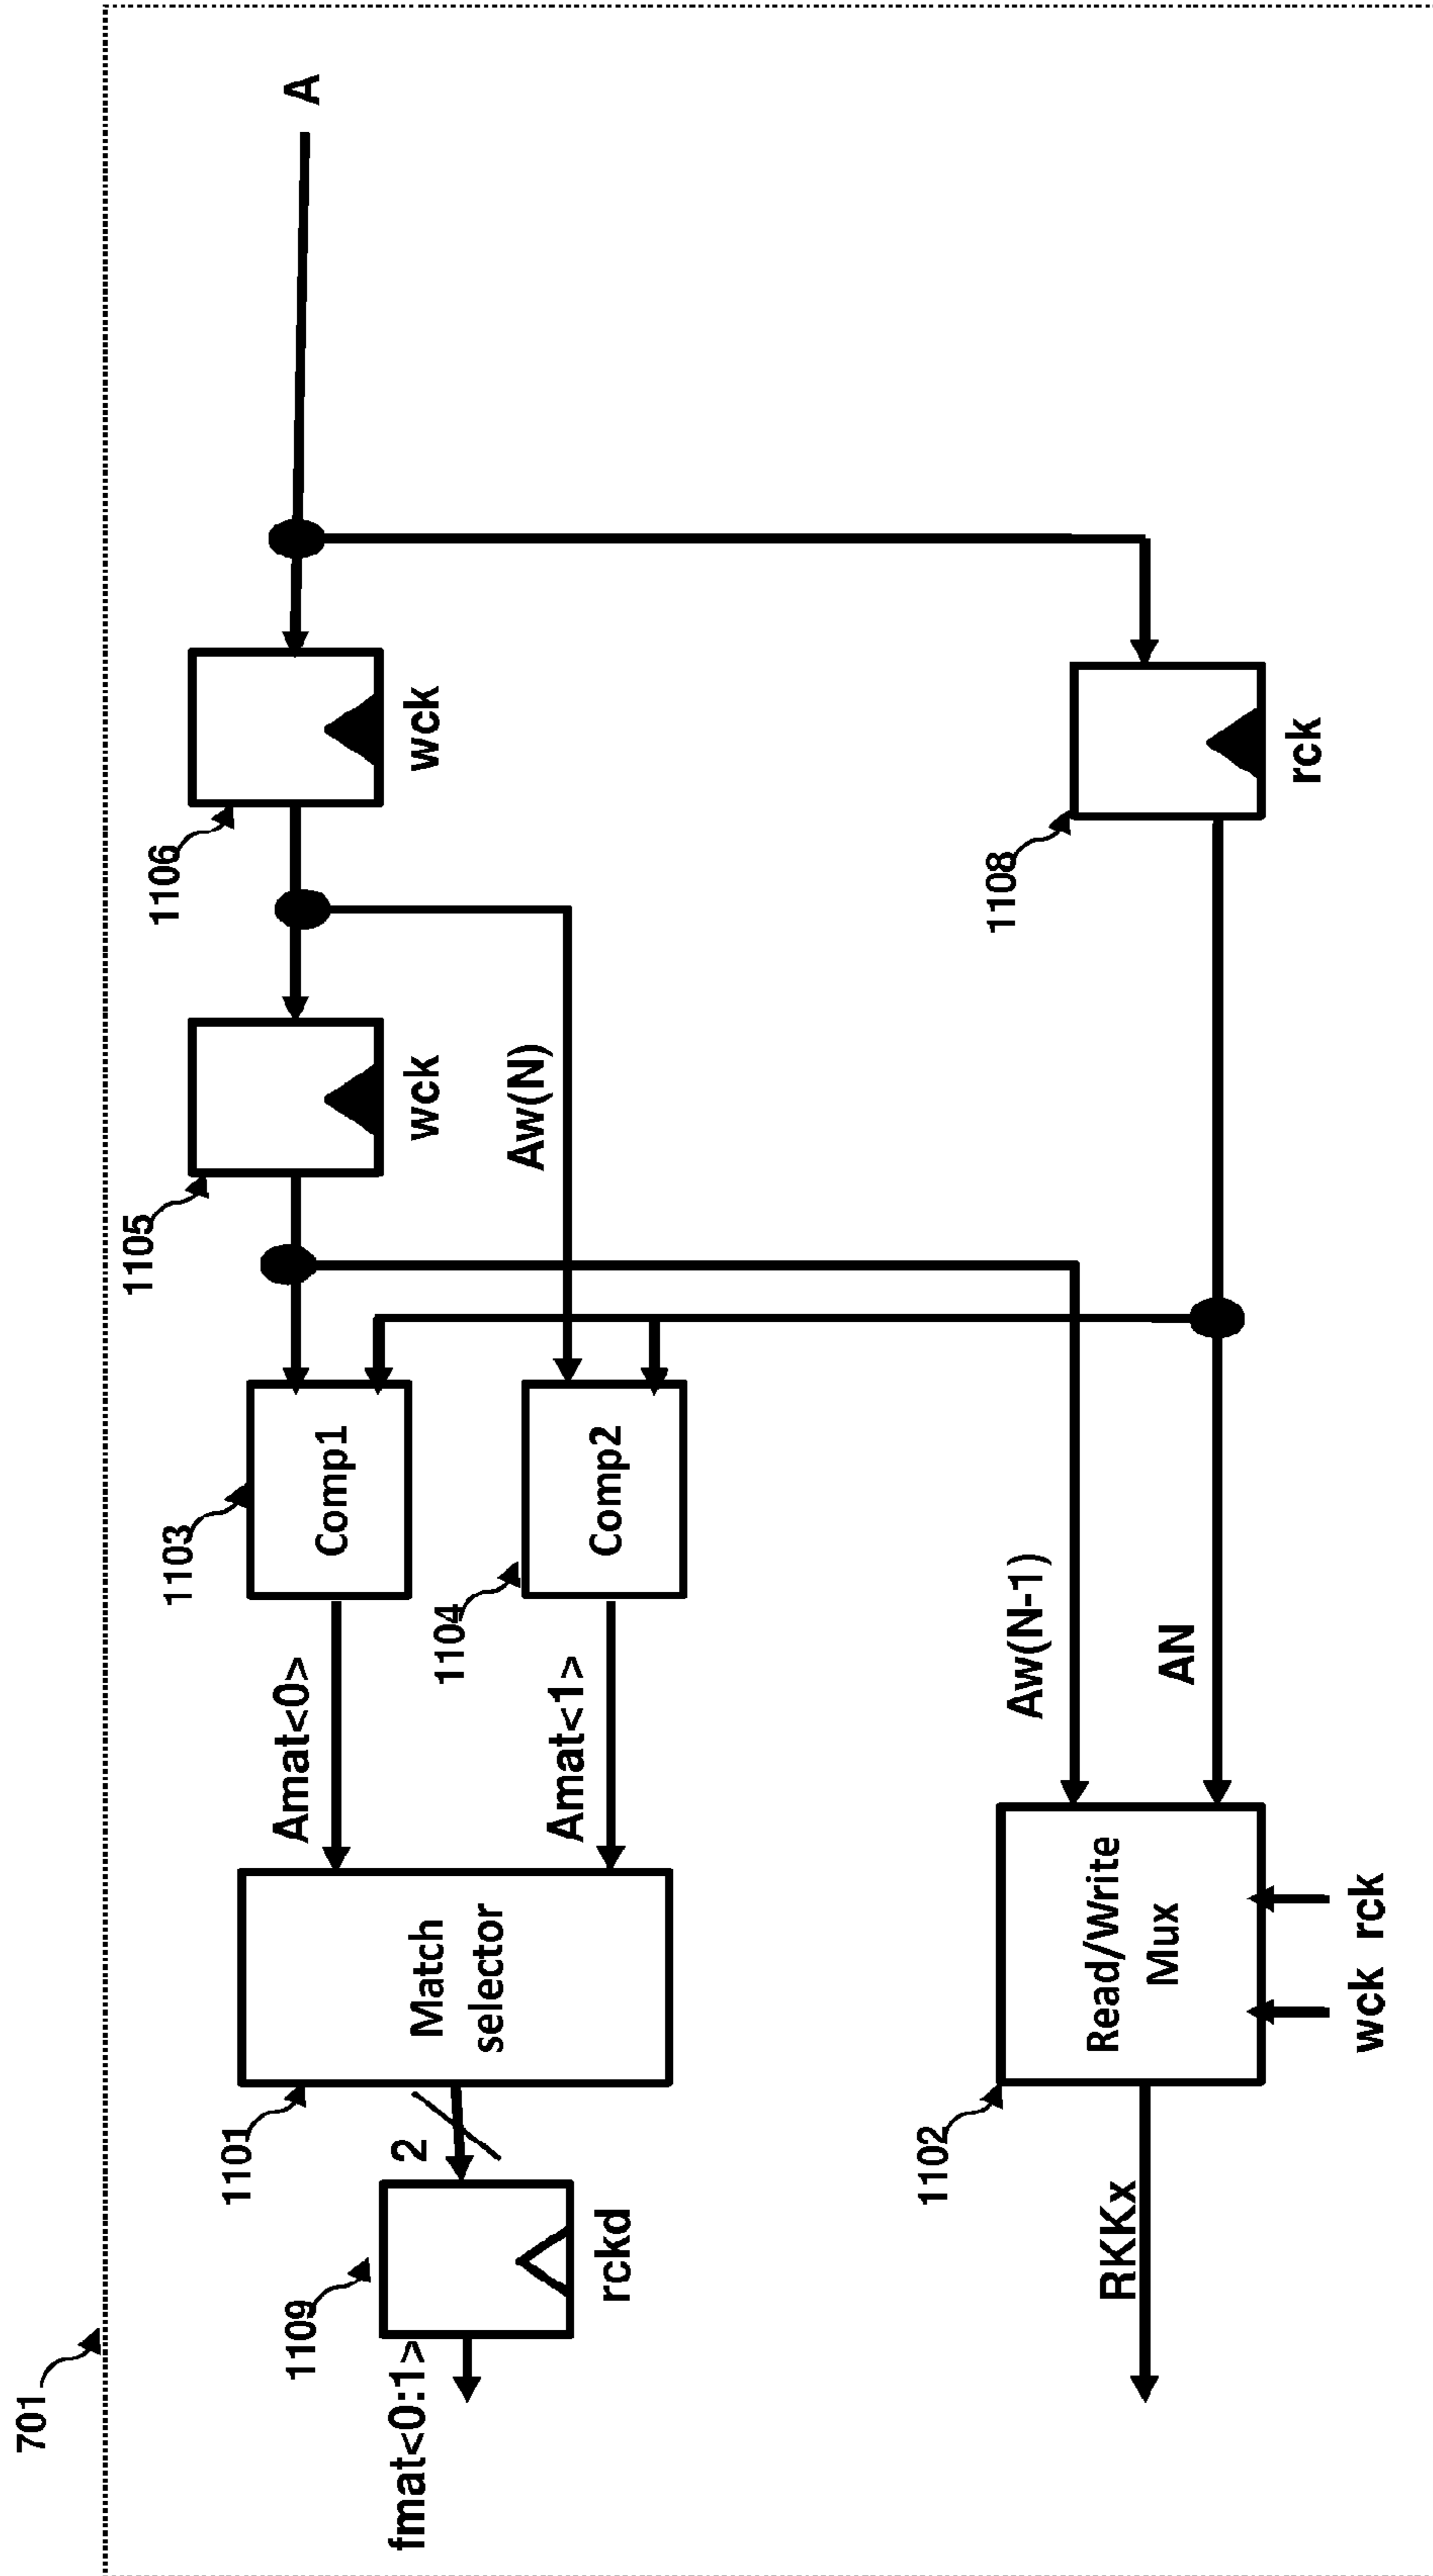 701
A
1106
wck
1108
rck
1105
wck
Aw(N)
1103
Comp1
1104
Comp2
Amat<0>
Amat<1>
Aw(N-1)
AN
1101
Match
selector
2
1102
Read/Write
Mux
wck rck
1109
rckd
fmat<0:1>
RKKx